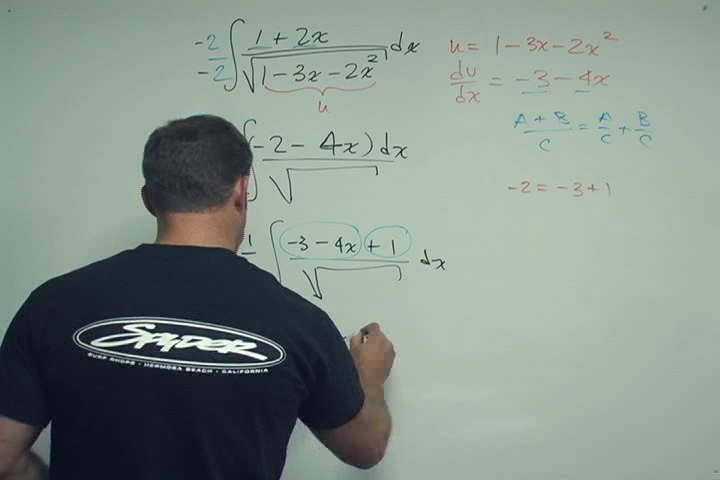 -2/-2 ∫ (1 + 2x)/√(1 - 3x - 2x²) dx
u
∫ (-2 - 4x) dx/√
1 ∫ (-3 - 4x + 1)/√ dx
u = 1 - 3x - 2x²
du/dx = -3 - 4x
(A + B)/C = A/C + B/C
-2 = -3 + 1
SPYDER
SURF SHOPS • HERMOSA BEACH • CALIFORNIA